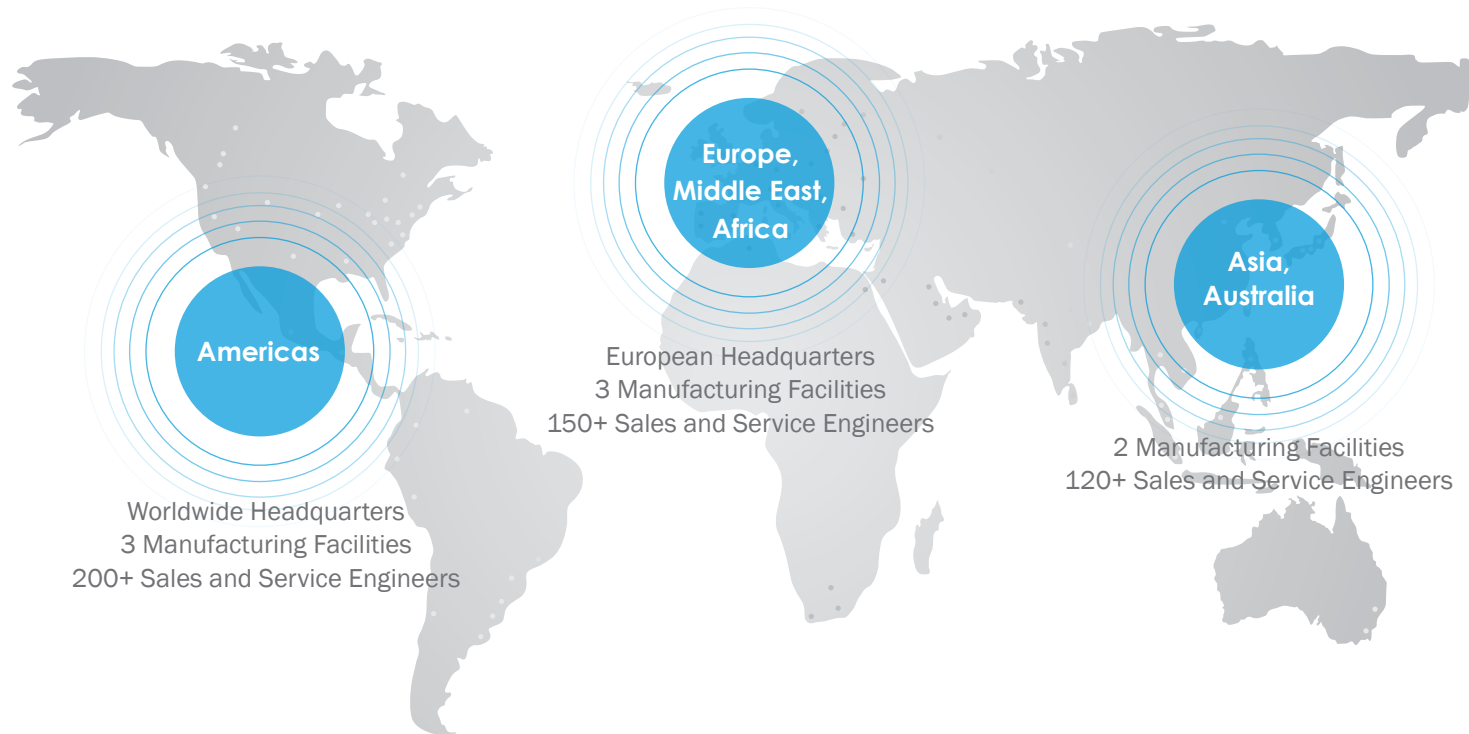 Americas
Worldwide Headquarters
3 Manufacturing Facilities
200+ Sales and Service Engineers
Europe,
Middle East,
Africa
European Headquarters
3 Manufacturing Facilities
150+ Sales and Service Engineers
Asia,
Australia
2 Manufacturing Facilities
120+ Sales and Service Engineers